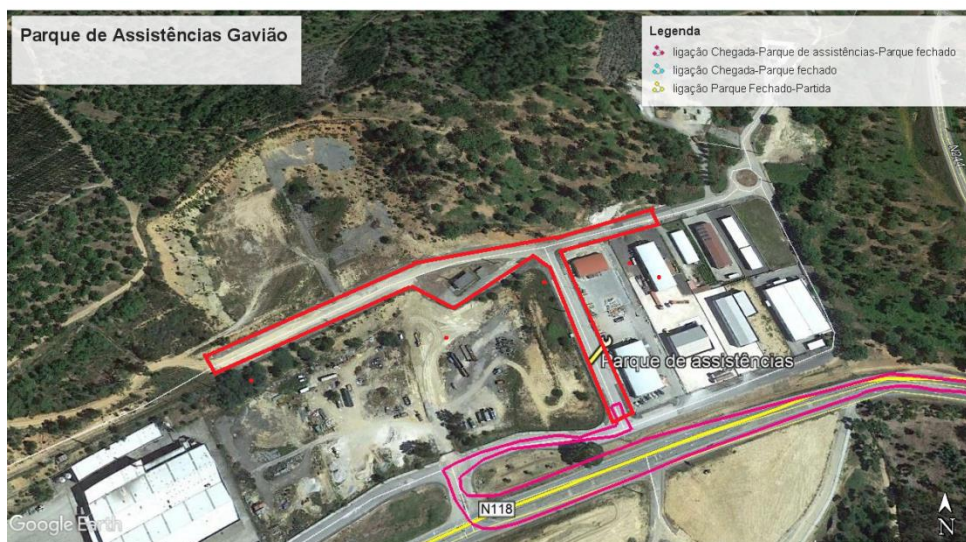 Parque de Assistências Gavião
Legenda
ligação Chegada-Parque de assistências-Parque fechado
ligação Chegada-Parque fechado
ligação Parque Fechado-Partida
N244
Parque de assistências
N118
Google Earth
N